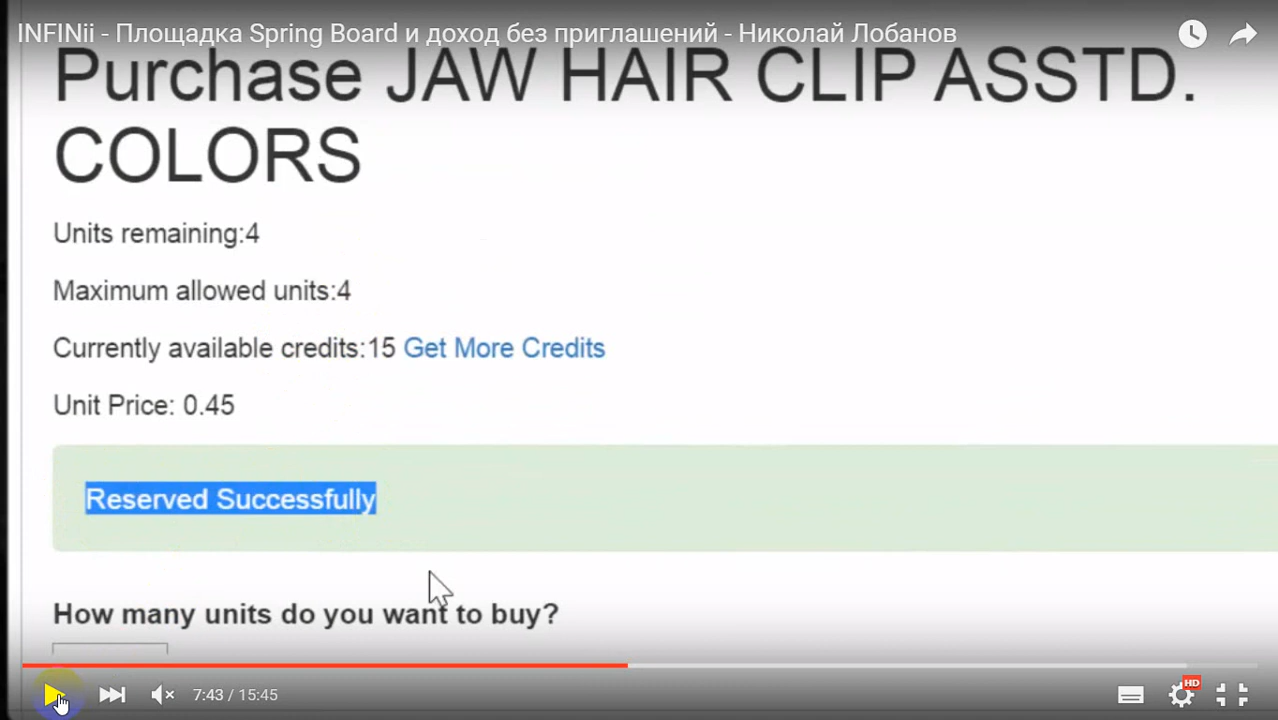 INFINii - Площадка Spring Board и доход без приглашений - Николай Лобанов
Purchase JAW HAIR CLIP ASSTD.
COLORS
Units remaining:4
Maximum allowed units:4
Currently available credits:15 Get More Credits
Unit Price: 0.45
Reserved Successfully
How many units do you want to buy?
7:43 / 15:45
HD